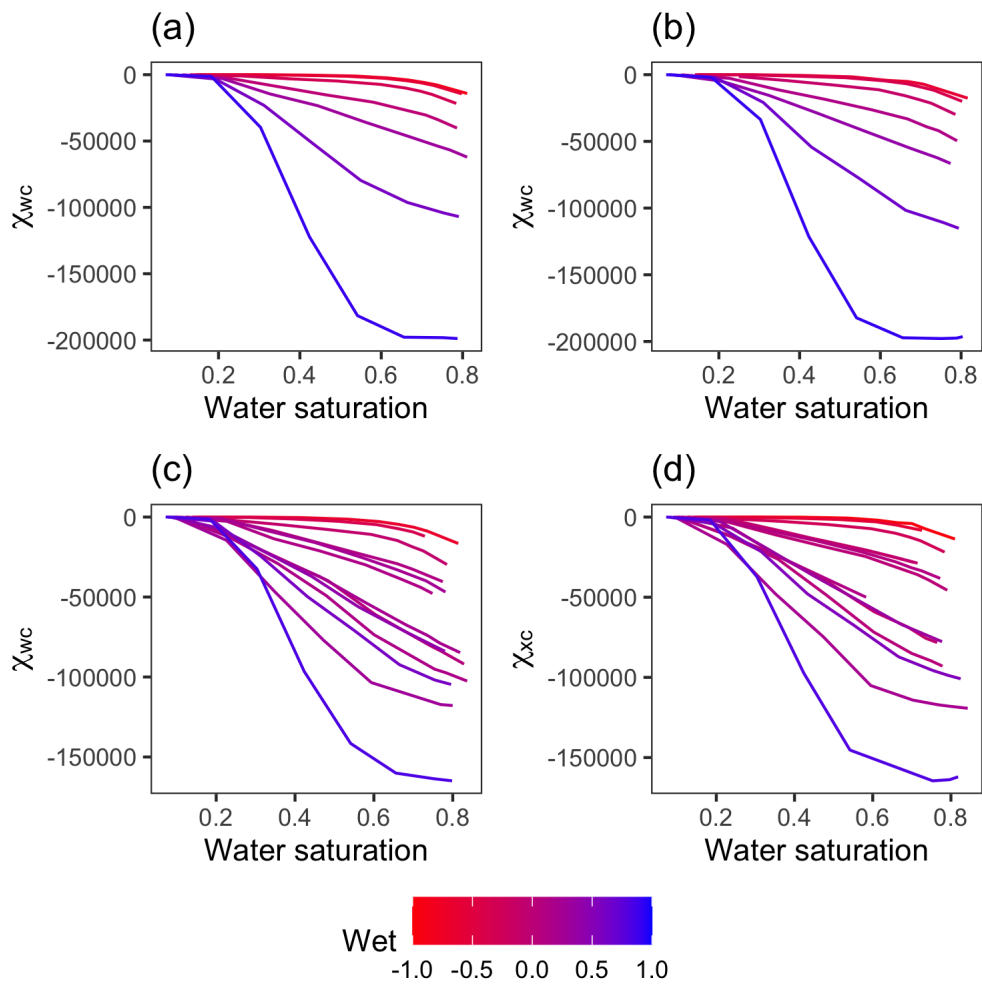 (a) (b)
0 0
-50000 -50000
-100000 -100000
-150000 -150000
-200000 -200000
χwc χwc
0.2 0.4 0.6 0.8 0.2 0.4 0.6 0.8
Water saturation Water saturation
(c) (d)
0 0
-50000 -50000
-100000 -100000
-150000 -150000
χwc χxc
0.2 0.4 0.6 0.8 0.2 0.4 0.6 0.8
Water saturation Water saturation
Wet
-1.0 -0.5 0.0 0.5 1.0